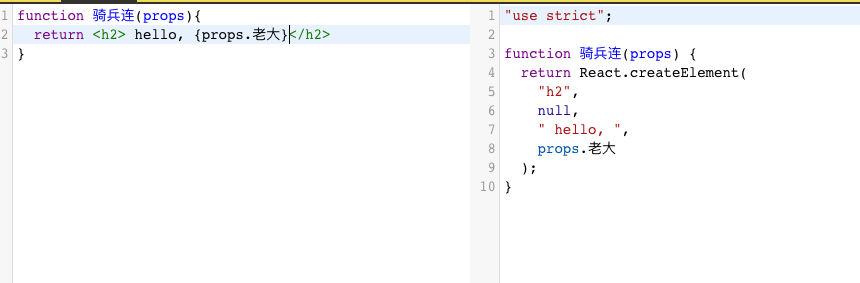 1 function 骑兵连(props){
2   return <h2> hello, {props.老大}</h2>
3 }
1 "use strict";
2
3 function 骑兵连(props) {
4   return React.createElement(
5     "h2",
6     null,
7     " hello, ",
8     props.老大
9   );
10 }